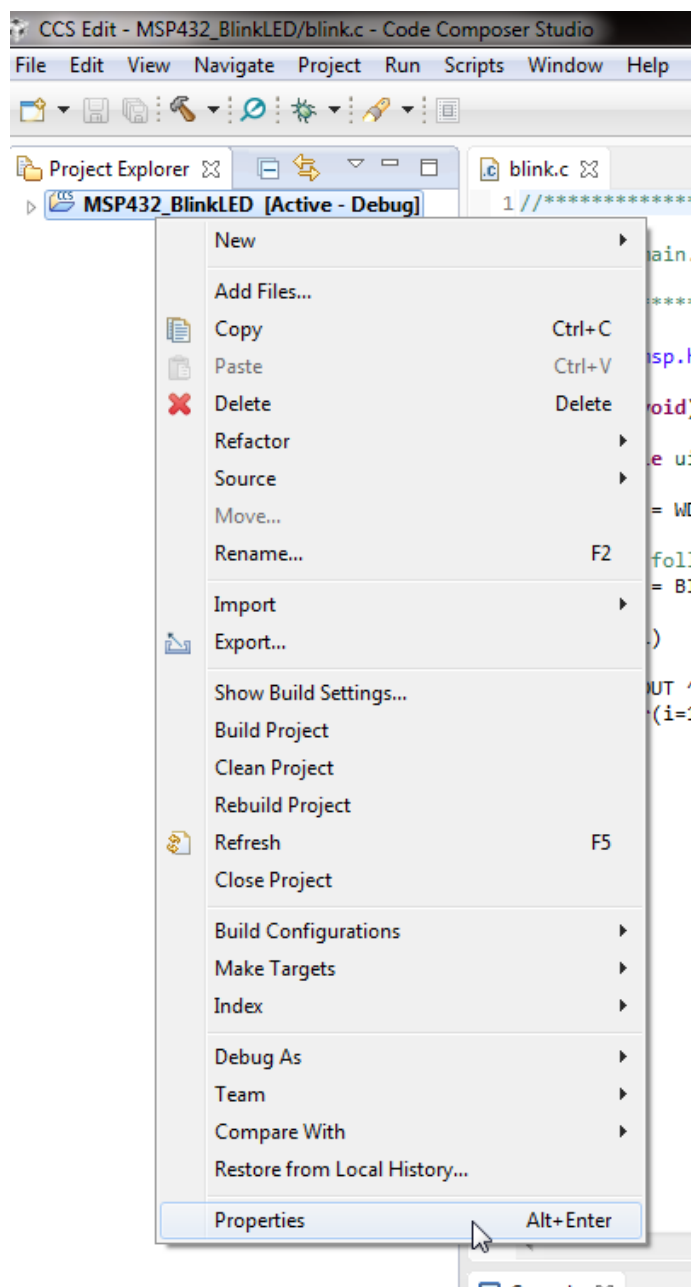 CCS Edit - MSP432_BlinkLED/blink.c - Code Composer Studio
File Edit View Navigate Project Run Scripts Window Help
Project Explorer
blink.c
MSP432_BlinkLED [Active - Debug]
1 //*************
New
Add Files...
Copy Ctrl+C
Paste Ctrl+V
Delete Delete
Refactor
Source
Move...
Rename... F2
Import
Export...
Show Build Settings...
Build Project
Clean Project
Rebuild Project
Refresh F5
Close Project
Build Configurations
Make Targets
Index
Debug As
Team
Compare With
Restore from Local History...
Properties Alt+Enter